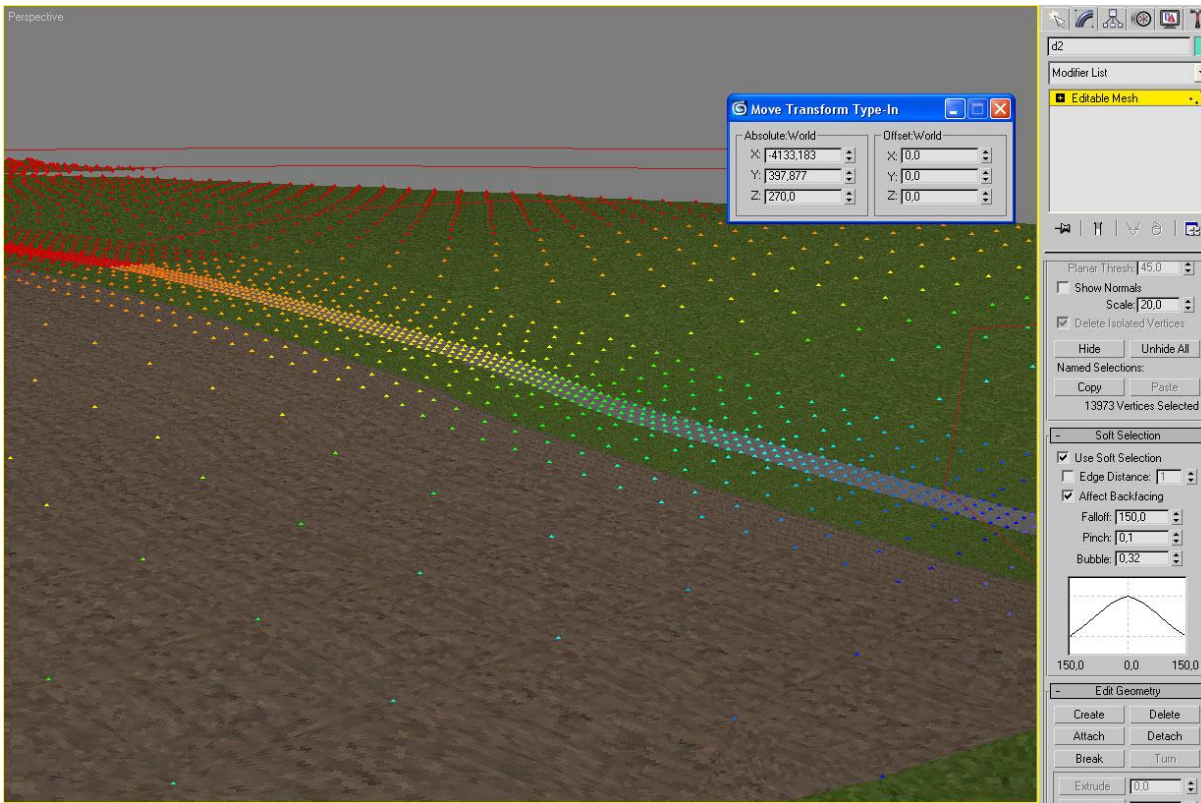 Perspective
Move Transform Type-In
Absolute:World
Offset:World
X: -4133,183
X: 0,0
Y: 397,877
Y: 0,0
Z: 270,0
Z: 0,0
d2
Modifier List
Editable Mesh
Planar Thresh: 45,0
Show Normals
Scale: 20,0
Delete Isolated Vertices
Hide
Unhide All
Named Selections:
Copy
Paste
13973 Vertices Selected
- Soft Selection
Use Soft Selection
Edge Distance: 1
Affect Backfacing
Falloff: 150,0
Pinch: 0,1
Bubble: 0,32
150,0 0,0 150,0
- Edit Geometry
Create
Delete
Attach
Detach
Break
Turn
Extrude 0,0